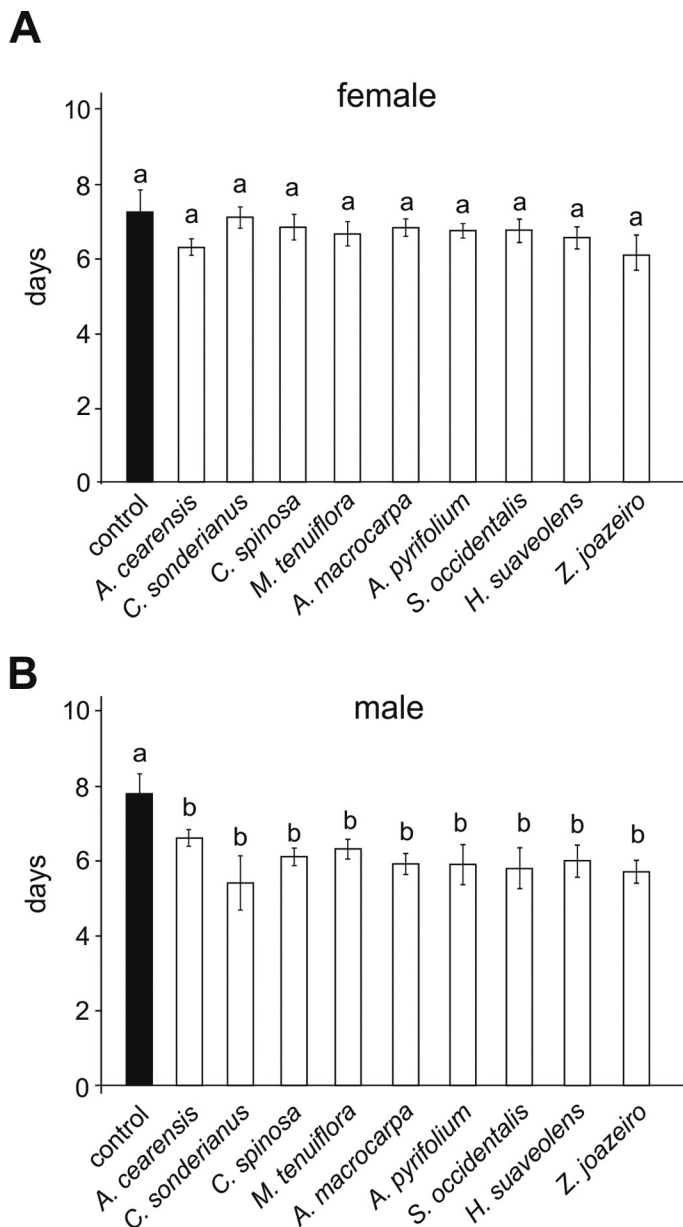 A
female
10
8
6
4
2
0
days
a a a a a a a a a a
control
A. cearensis
C. sonderianus
C. spinosa
M. tenuiflora
A. macrocarpa
A. pyrifolium
S. occidentalis
H. suaveolens
Z. joazeiro
B
male
10
8
6
4
2
0
days
a b b b b b b b b b
control
A. cearensis
C. sonderianus
C. spinosa
M. tenuiflora
A. macrocarpa
A. pyrifolium
S. occidentalis
H. suaveolens
Z. joazeiro